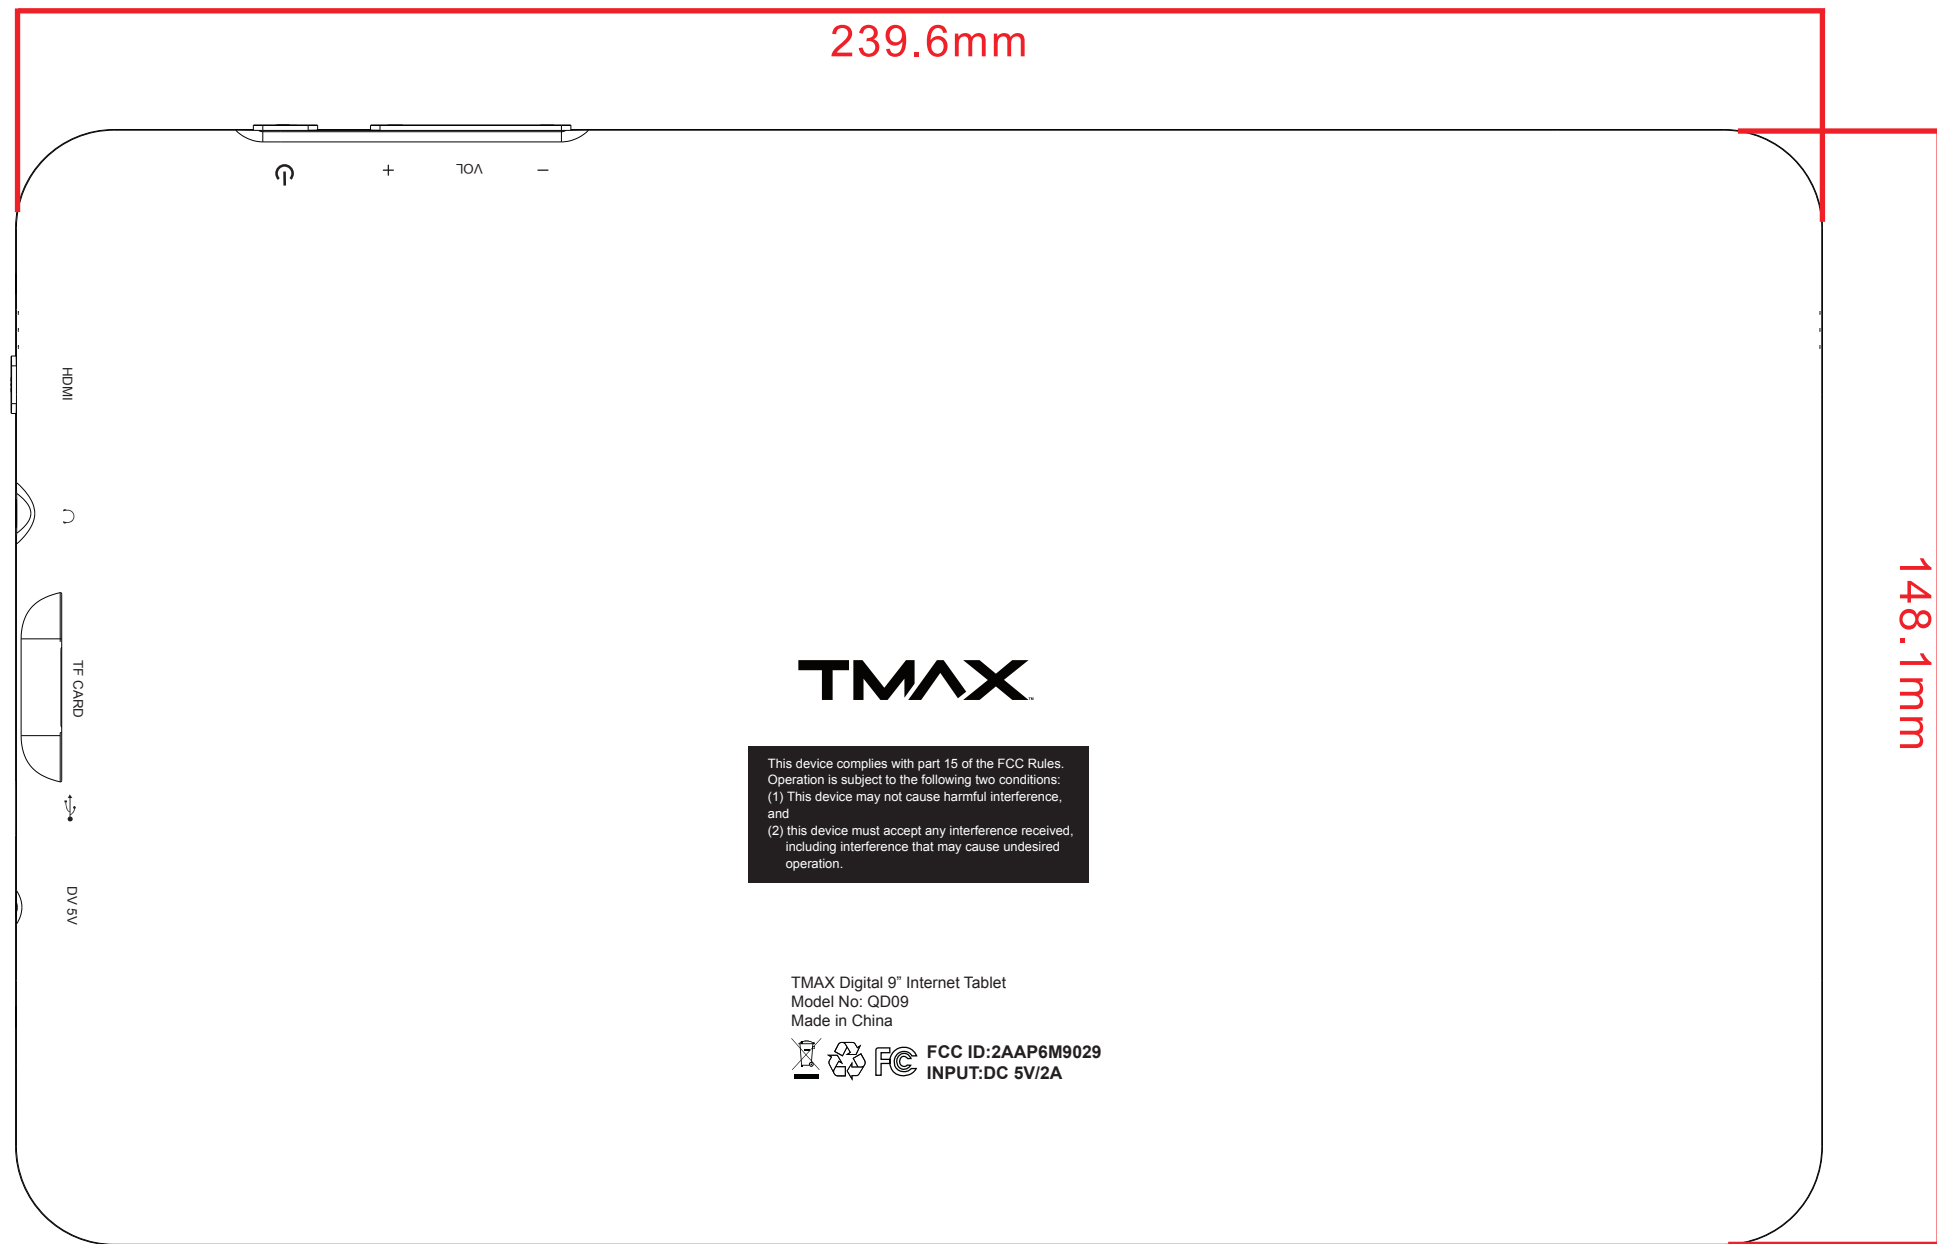 239.6mm
+ VOL –
HDMI
TF CARD
DV 5V
148.1mm
TMAX™
This device complies with part 15 of the FCC Rules.
Operation is subject to the following two conditions:
(1) This device may not cause harmful interference,
and
(2) this device must accept any interference received,
including interference that may cause undesired
operation.
TMAX Digital 9” Internet Tablet
Model No: QD09
Made in China
FC FCC ID:2AAP6M9029
INPUT:DC 5V/2A